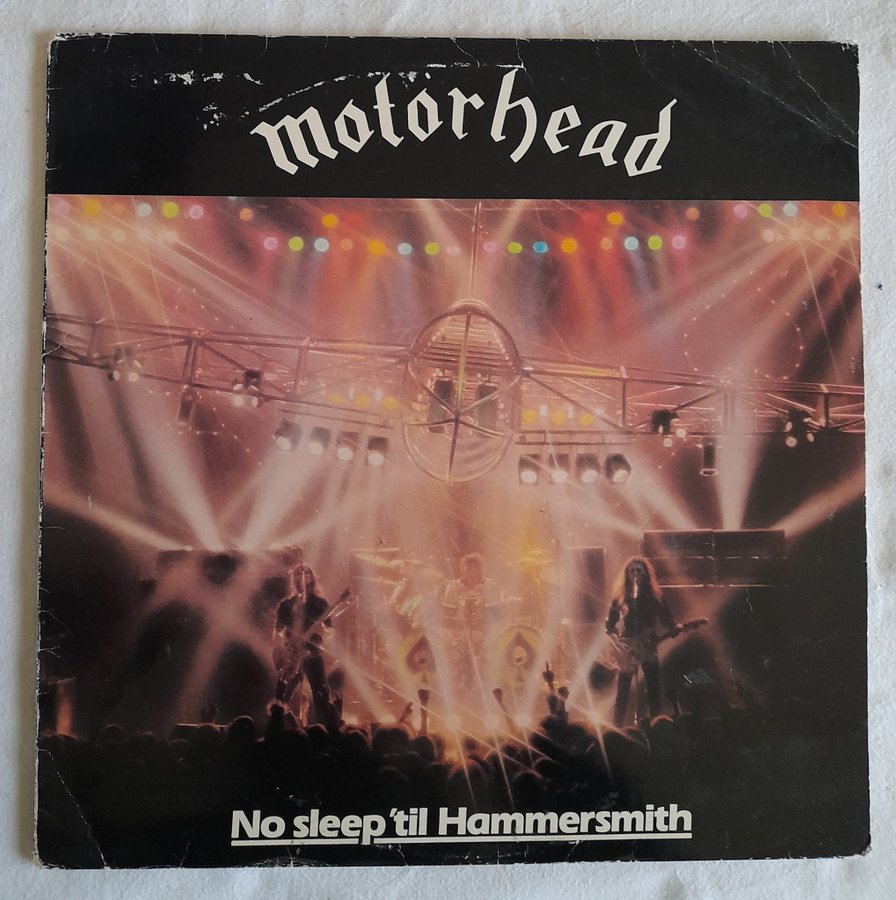 motörhead
No sleep 'til Hammersmith